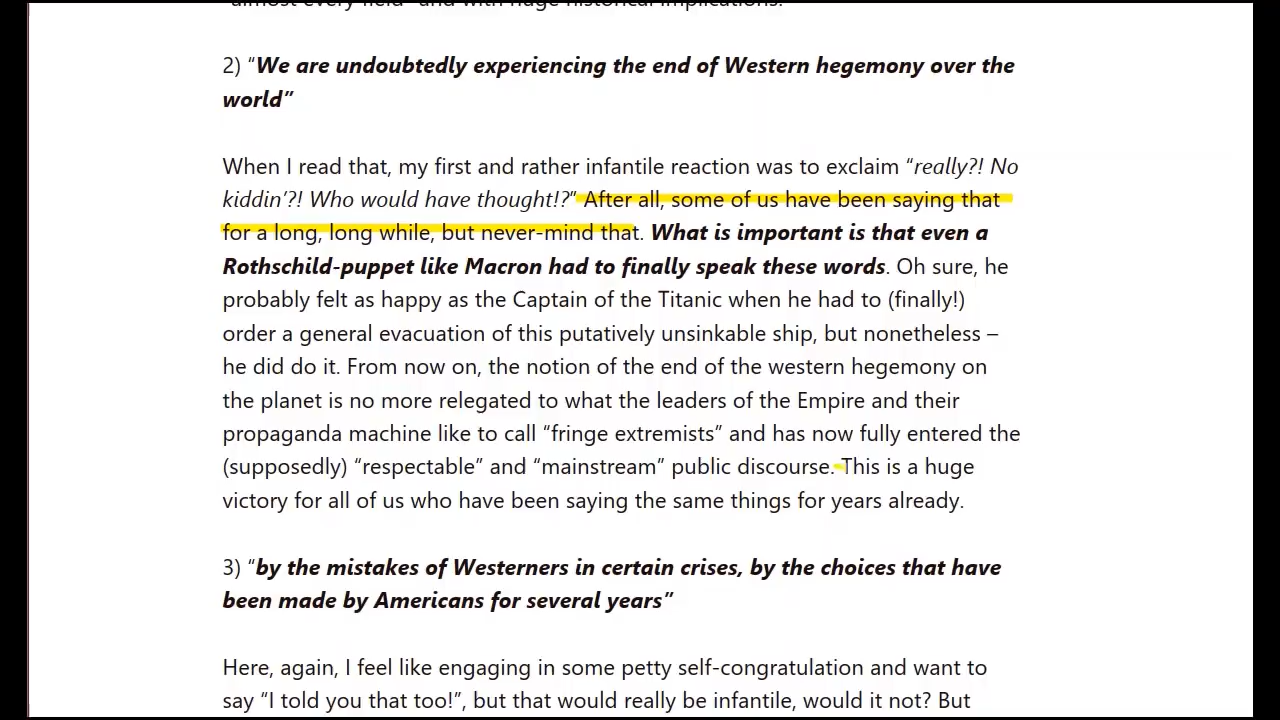 "almost every field" and with huge historical implications.
2) “We are undoubtedly experiencing the end of Western hegemony over the
world”
When I read that, my first and rather infantile reaction was to exclaim “really?! No
kiddin’?! Who would have thought!?” After all, some of us have been saying that
for a long, long while, but never-mind that. What is important is that even a
Rothschild-puppet like Macron had to finally speak these words. Oh sure, he
probably felt as happy as the Captain of the Titanic when he had to (finally!)
order a general evacuation of this putatively unsinkable ship, but nonetheless –
he did do it. From now on, the notion of the end of the western hegemony on
the planet is no more relegated to what the leaders of the Empire and their
propaganda machine like to call “fringe extremists” and has now fully entered the
(supposedly) “respectable” and “mainstream” public discourse. This is a huge
victory for all of us who have been saying the same things for years already.
3) “by the mistakes of Westerners in certain crises, by the choices that have
been made by Americans for several years”
Here, again, I feel like engaging in some petty self-congratulation and want to
say “I told you that too!”, but that would really be infantile, would it not? But